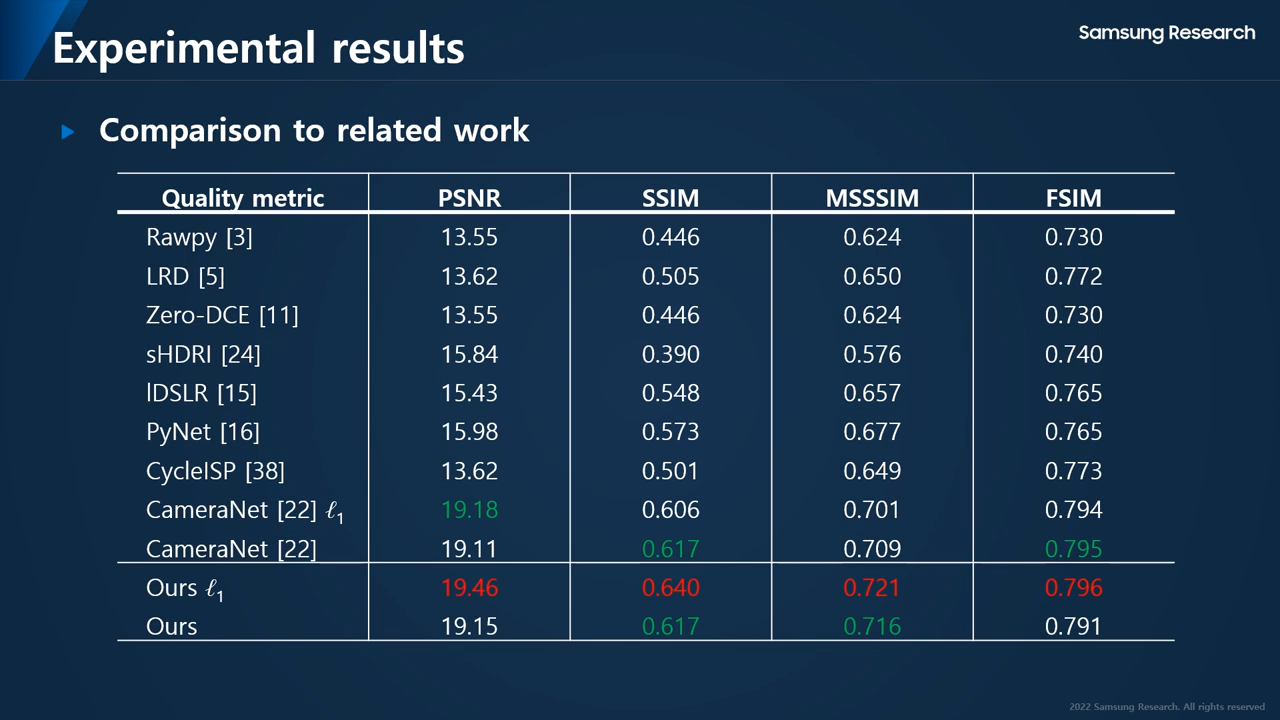 Experimental results
Samsung Research
Comparison to related work
Quality metric PSNR SSIM MSSSIM FSIM
Rawpy [3] 13.55 0.446 0.624 0.730
LRD [5] 13.62 0.505 0.650 0.772
Zero-DCE [11] 13.55 0.446 0.624 0.730
sHDRI [24] 15.84 0.390 0.576 0.740
lDSLR [15] 15.43 0.548 0.657 0.765
PyNet [16] 15.98 0.573 0.677 0.765
CycleISP [38] 13.62 0.501 0.649 0.773
CameraNet [22] ℓ1 19.18 0.606 0.701 0.794
CameraNet [22] 19.11 0.617 0.709 0.795
Ours ℓ1 19.46 0.640 0.721 0.796
Ours 19.15 0.617 0.716 0.791
2022 Samsung Research. All rights reserved